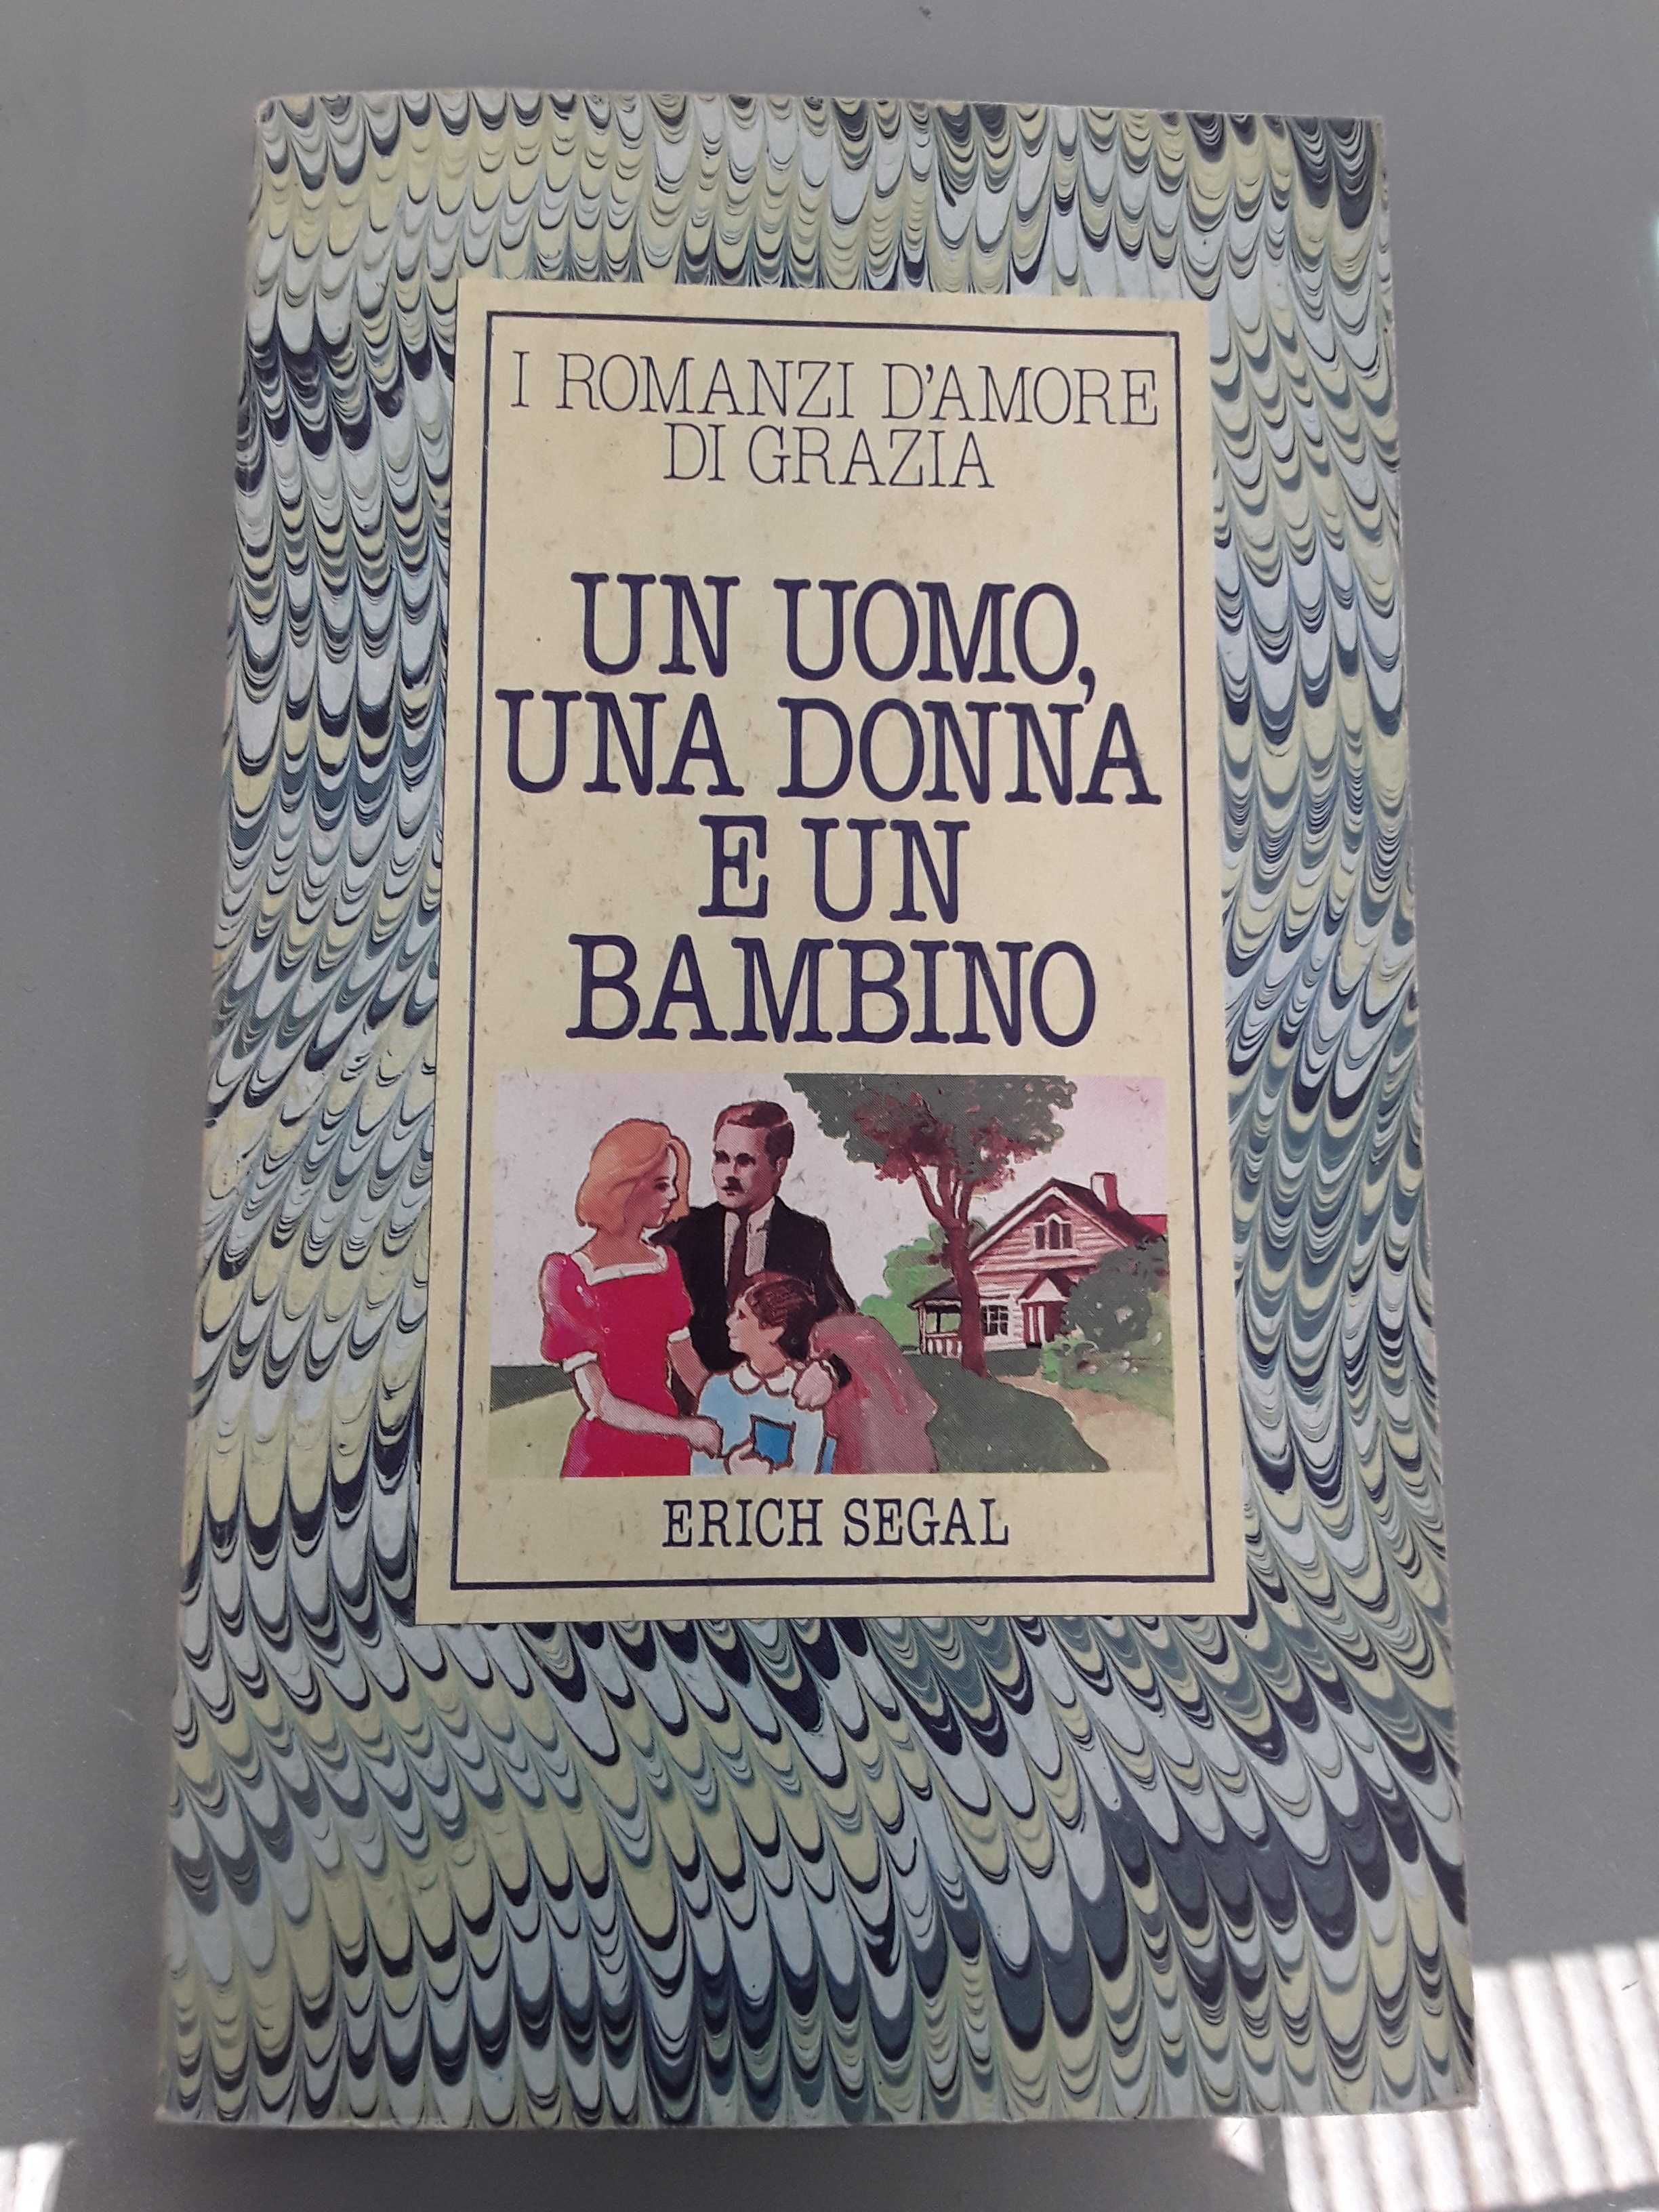 I ROMANZI D'AMORE
DI GRAZIA
UN UOMO,
UNA DONNA
E UN
BAMBINO
ERICH SEGAL